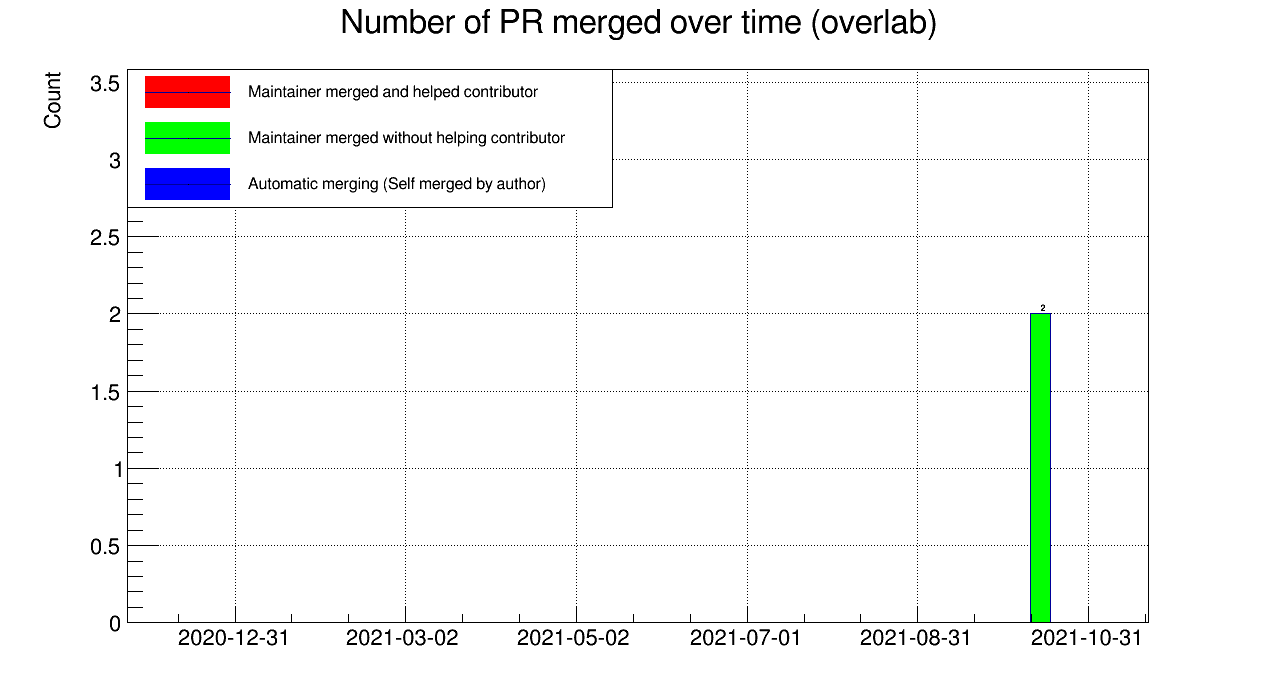 Number of PR merged over time (overlab)
Count
3.5
Maintainer merged and helped contributor
Maintainer merged without helping contributor
3
Automatic merging (Self merged by author)
2.5
2
2
1.5
1
0.5
0
2020-12-31 2021-03-02 2021-05-02 2021-07-01 2021-08-31 2021-10-31